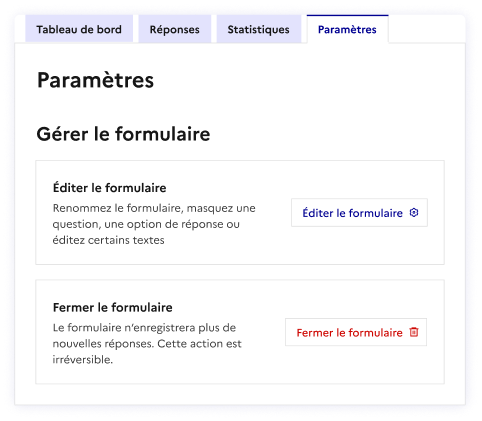 Tableau de bord
Réponses
Statistiques
Paramètres
Paramètres
Gérer le formulaire
Éditer le formulaire
Renommez le formulaire, masquez une
question, une option de réponse ou
éditez certains textes
Éditer le formulaire
Fermer le formulaire
Le formulaire n’enregistrera plus de
nouvelles réponses. Cette action est
irréversible.
Fermer le formulaire